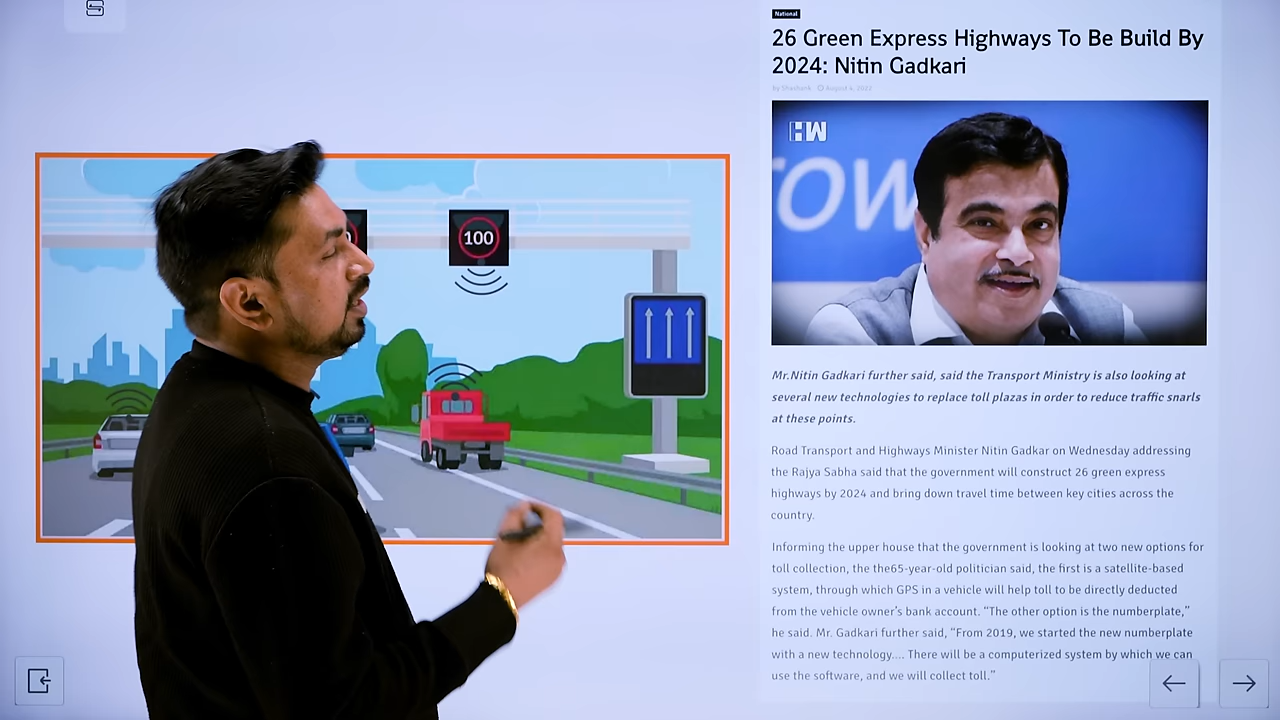 National
26 Green Express Highways To Be Build By
2024: Nitin Gadkari
By Shashank August 4, 2022
HW
TOW
100
Mr.Nitin Gadkari further said, said the Transport Ministry is also looking at
several new technologies to replace toll plazas in order to reduce traffic snarls
at these points.
Road Transport and Highways Minister Nitin Gadkar on Wednesday addressing
the Rajya Sabha said that the government will construct 26 green express
highways by 2024 and bring down travel time between key cities across the
country.
Informing the upper house that the government is looking at two new options for
toll collection, the the65-year-old politician said, the first is a satellite-based
system, through which GPS in a vehicle will help toll to be directly deducted
from the vehicle owner's bank account. “The other option is the numberplate,”
he said. Mr. Gadkari further said, “From 2019, we started the new numberplate
with a new technology…. There will be a computerized system by which we can
use the software, and we will collect toll.”